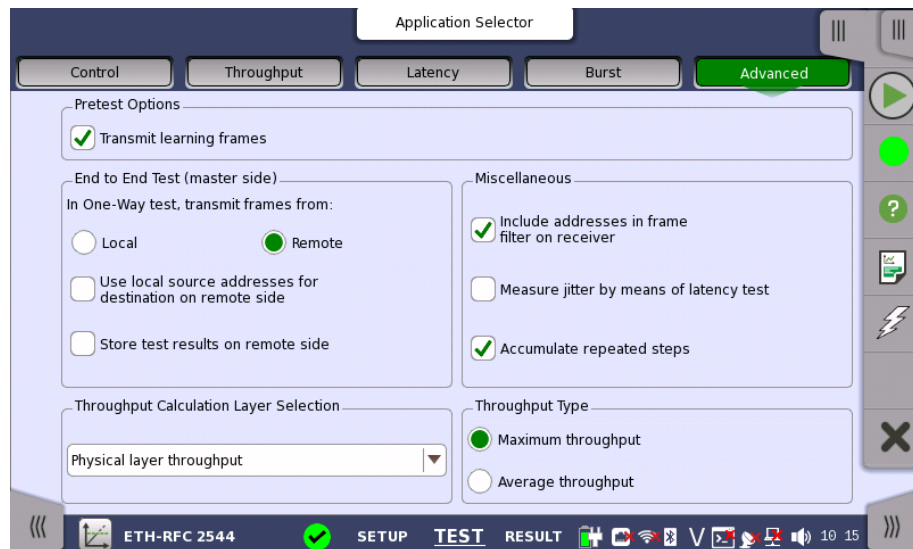 Application Selector
Control
Throughput
Latency
Burst
Advanced
Pretest Options
Transmit learning frames
End to End Test (master side)
In One-Way test, transmit frames from:
Local
Remote
Use local source addresses for
destination on remote side
Store test results on remote side
Miscellaneous
Include addresses in frame
filter on receiver
Measure jitter by means of latency test
Accumulate repeated steps
Throughput Calculation Layer Selection
Physical layer throughput
Throughput Type
Maximum throughput
Average throughput
ETH-RFC 2544
SETUP
TEST
RESULT
V
10 15